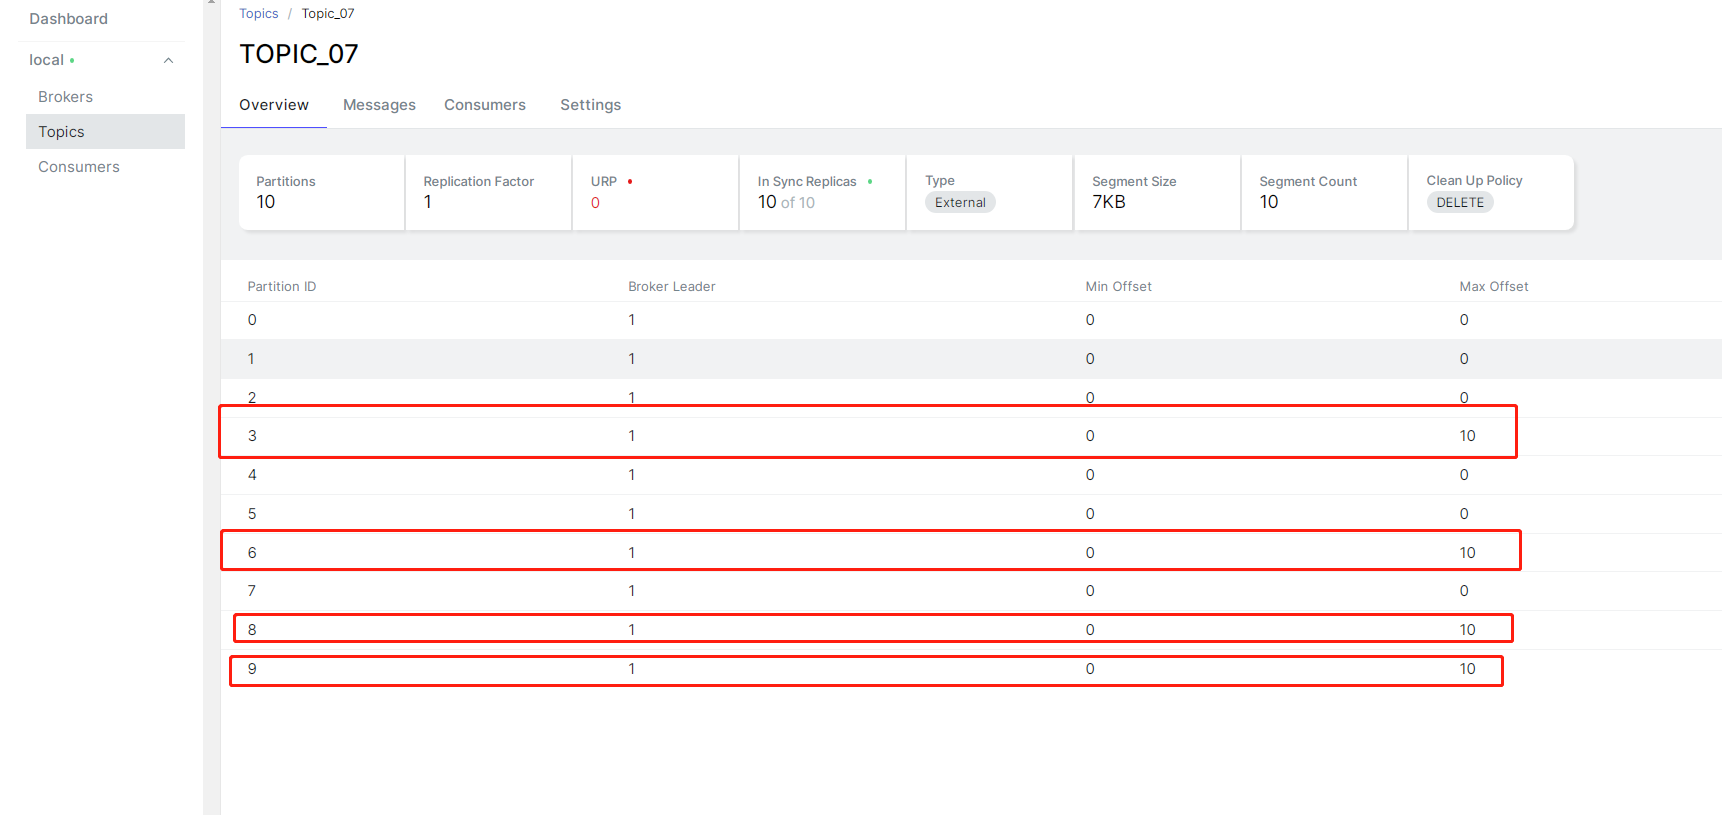 Dashboard
local
Brokers
Topics
Consumers
Topics / Topic_07
TOPIC_07
Overview Messages Consumers Settings
Partitions Replication Factor URP In Sync Replicas Type Segment Size Segment Count Clean Up Policy
10 1 0 10 of 10 External 7KB 10 DELETE
Partition ID Broker Leader Min Offset Max Offset
0 1 0 0
1 1 0 0
2 1 0 0
3 1 0 10
4 1 0 0
5 1 0 0
6 1 0 10
7 1 0 0
8 1 0 10
9 1 0 10